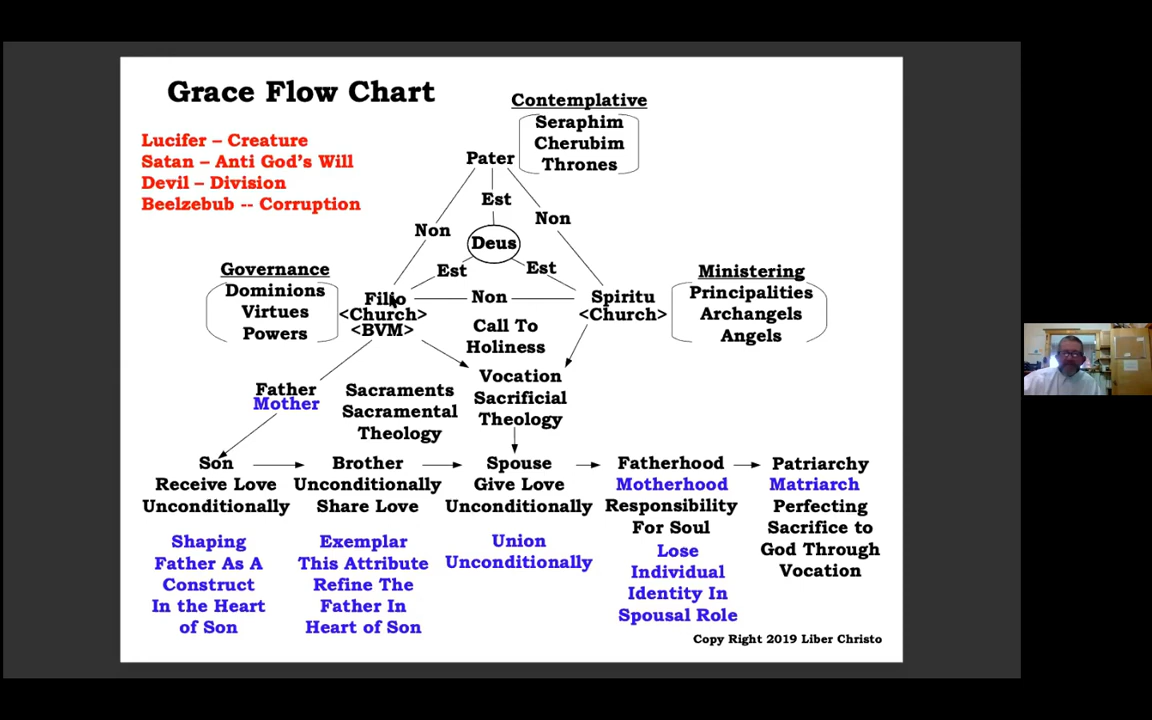 Grace Flow Chart
Lucifer – Creature
Satan – Anti God's Will
Devil – Division
Beelzebub -- Corruption
Contemplative
Seraphim
Cherubim
Thrones
Pater
Est
Non
Non
Deus
Est
Est
Governance
Dominions
Virtues
Powers
Filio
<Church>
<BVM>
Non
Spiritu
<Church>
Ministering
Principalities
Archangels
Angels
Call To
Holiness
Vocation
Sacrificial
Theology
Father
Mother
Sacraments
Sacramental
Theology
Son
Receive Love
Unconditionally
Shaping
Father As A
Construct
In the Heart
of Son
Brother
Unconditionally
Share Love
Exemplar
This Attribute
Refine The
Father In
Heart of Son
Spouse
Give Love
Unconditionally
Union
Unconditionally
Fatherhood
Motherhood
Responsibility
For Soul
Lose
Individual
Identity In
Spousal Role
Patriarchy
Matriarch
Perfecting
Sacrifice to
God Through
Vocation
Copy Right 2019 Liber Christo